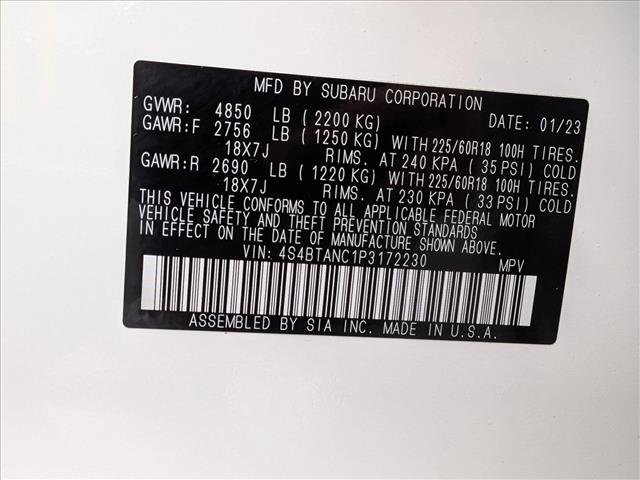 MFD BY SUBARU CORPORATION
GVWR: 4850 LB ( 2200 KG) DATE: 01/23
GAWR:F 2756 LB ( 1250 KG) WITH 225/60R18 100H TIRES.
18X7J RIMS. AT 240 KPA ( 35 PSI) COLD
GAWR:R 2690 LB ( 1220 KG) WITH 225/60R18 100H TIRES.
18X7J RIMS. AT 230 KPA ( 33 PSI) COLD
THIS VEHICLE CONFORMS TO ALL APPLICABLE FEDERAL MOTOR
VEHICLE SAFETY AND THEFT PREVENTION STANDARDS
IN EFFECT ON THE DATE OF MANUFACTURE SHOWN ABOVE.
VIN: 4S4BTANC1P3172230 MPV
ASSEMBLED BY SIA INC. MADE IN U.S.A.